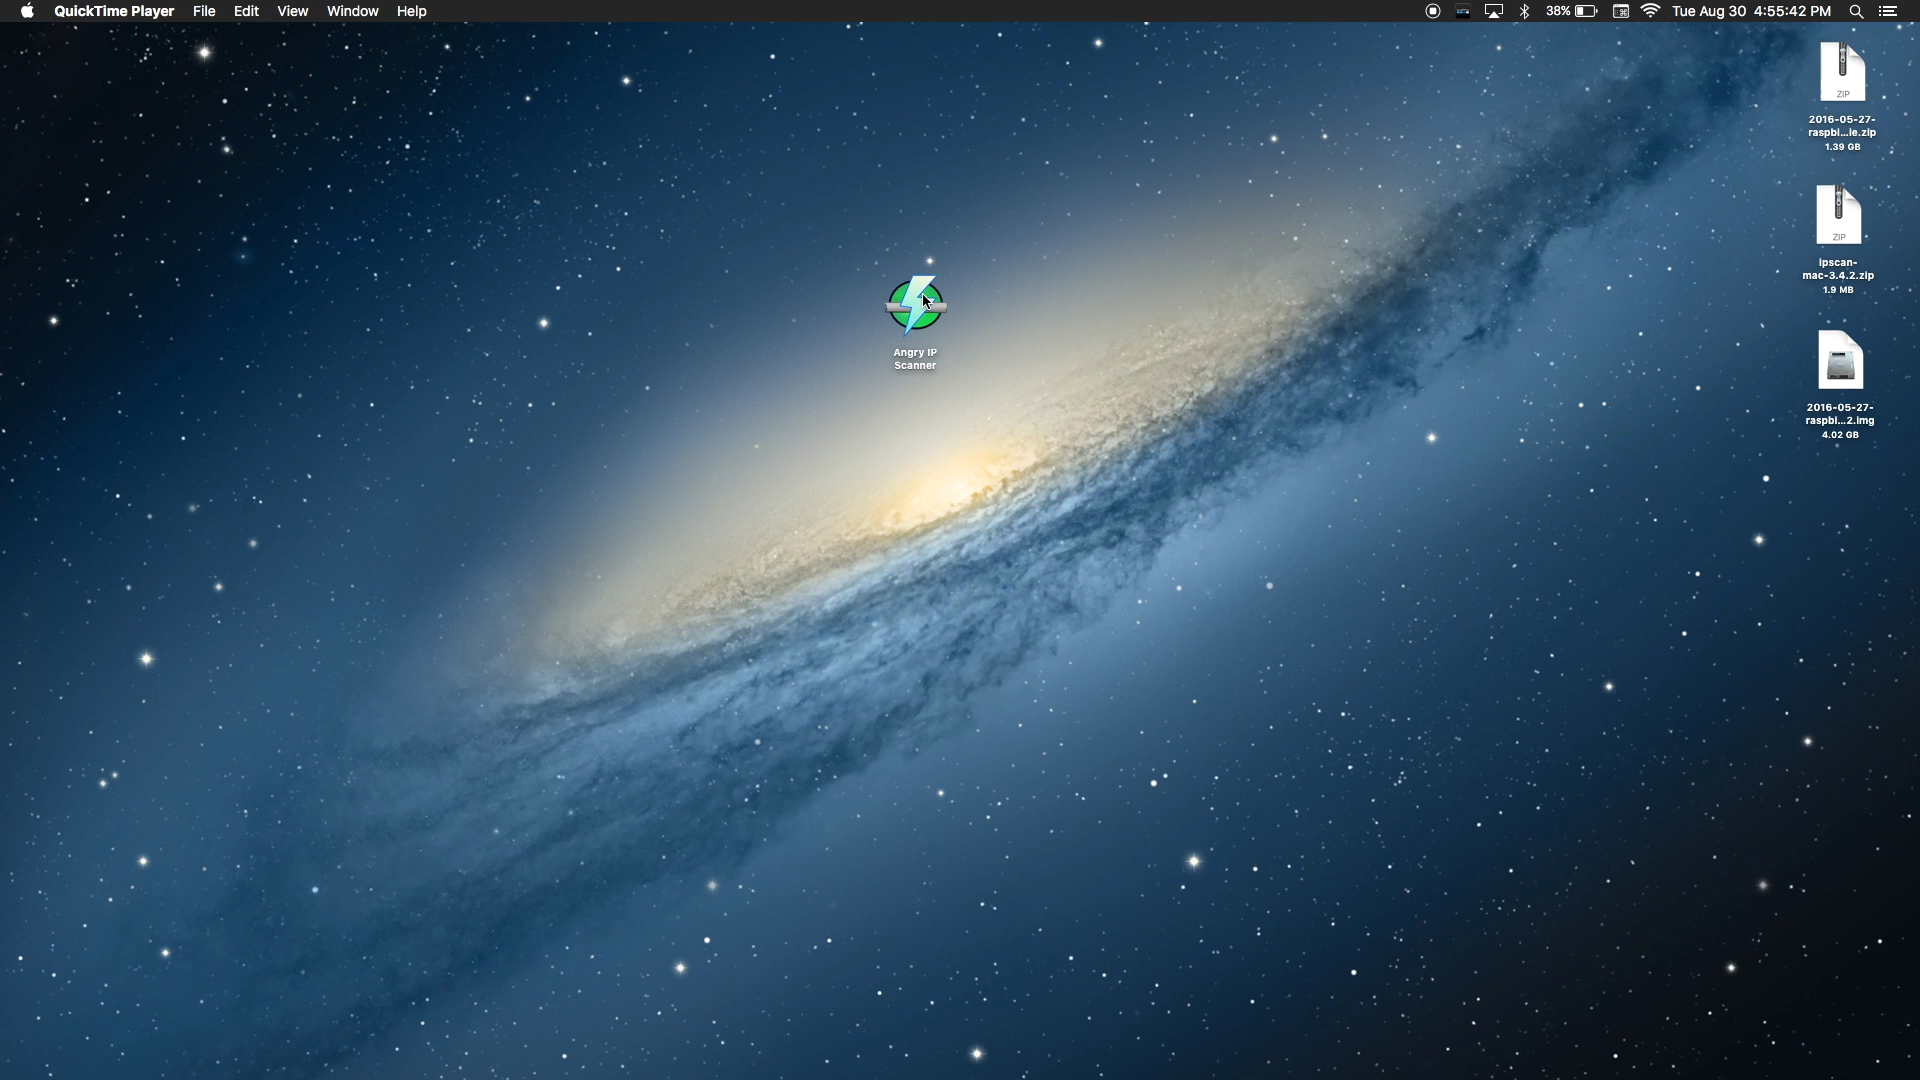 QuickTime Player File Edit View Window Help 38% Tue Aug 30 4:55:42 PM
ZIP
2016-05-27-
raspbi...ie.zip
1.39 GB
ZIP
ipscan-
mac-3.4.2.zip
1.9 MB
Angry IP
Scanner
2016-05-27-
raspbi...2.img
4.02 GB